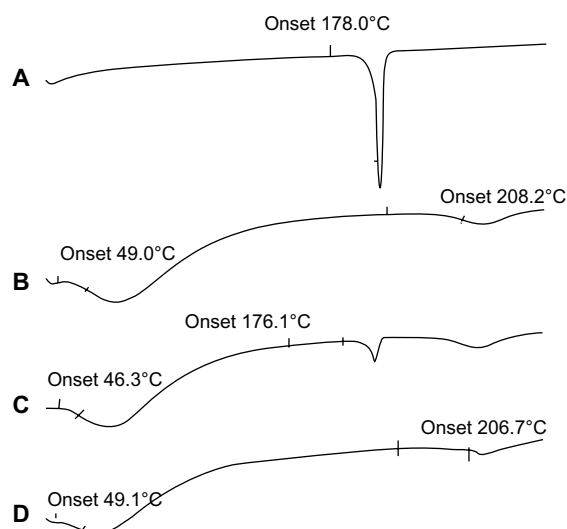 Onset 178.0°C
A
Onset 208.2°C
Onset 49.0°C
B
Onset 176.1°C
Onset 46.3°C
C
Onset 206.7°C
Onset 49.1°C
D